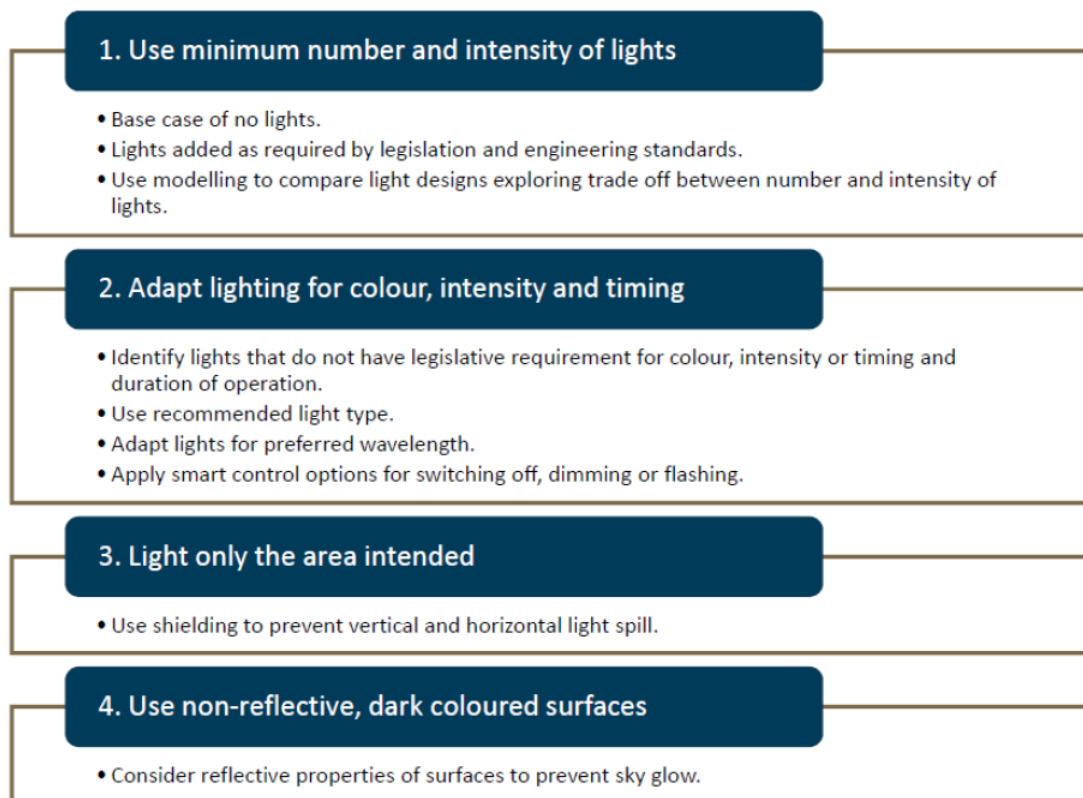 1. Use minimum number and intensity of lights
• Base case of no lights.
• Lights added as required by legislation and engineering standards.
• Use modelling to compare light designs exploring trade off between number and intensity of
lights.
2. Adapt lighting for colour, intensity and timing
• Identify lights that do not have legislative requirement for colour, intensity or timing and
duration of operation.
• Use recommended light type.
• Adapt lights for preferred wavelength.
• Apply smart control options for switching off, dimming or flashing.
3. Light only the area intended
• Use shielding to prevent vertical and horizontal light spill.
4. Use non-reflective, dark coloured surfaces
• Consider reflective properties of surfaces to prevent sky glow.